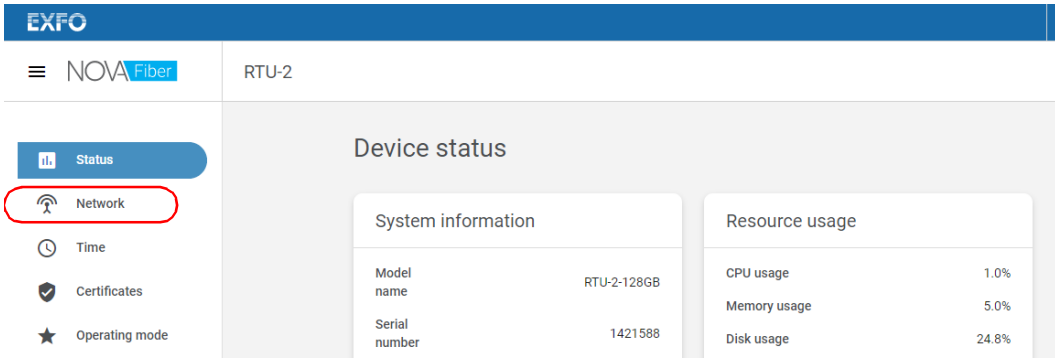 EXFO
NOVA Fiber
RTU-2
Status
Network
Time
Certificates
Operating mode
Device status
System information
Model name
RTU-2-128GB
Serial number
1421588
Resource usage
CPU usage 1.0%
Memory usage 5.0%
Disk usage 24.8%